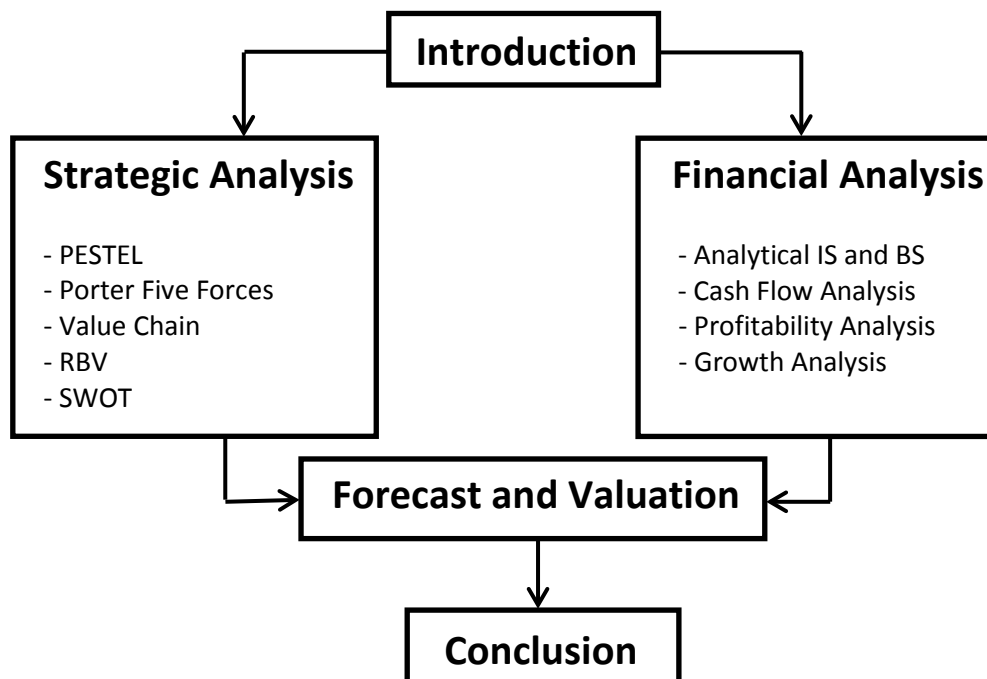 Introduction
Strategic Analysis
- PESTEL
- Porter Five Forces
- Value Chain
- RBV
- SWOT
Financial Analysis
- Analytical IS and BS
- Cash Flow Analysis
- Profitability Analysis
- Growth Analysis
Forecast and Valuation
Conclusion